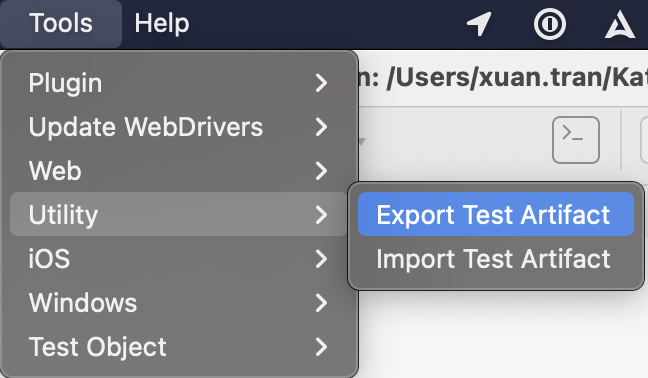 Tools Help
Plugin
n: /Users/xuan.tran/Kat
Update WebDrivers
Web
Utility
Export Test Artifact
iOS
Import Test Artifact
Windows
Test Object